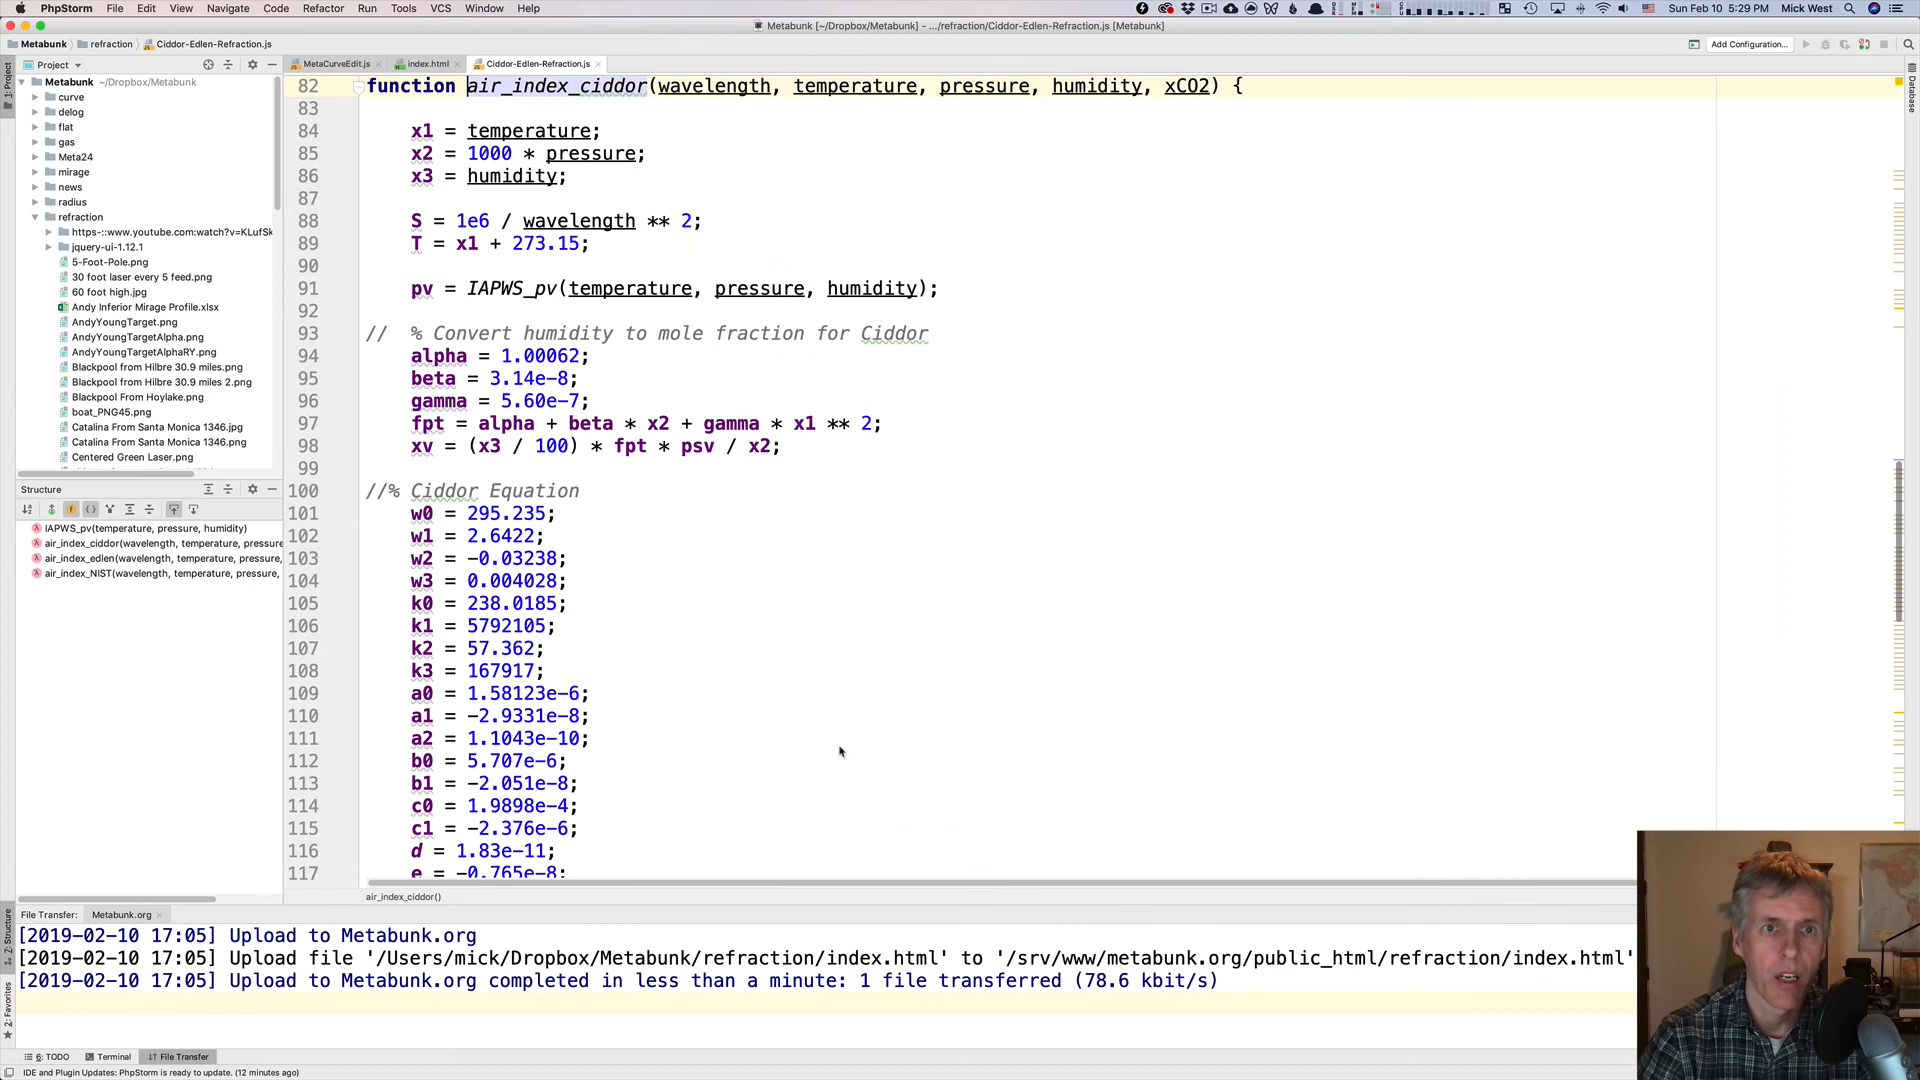 PhpStorm File Edit View Navigate Code Refactor Run Tools VCS Window Help Sun Feb 10 5:29 PM Mick West
Metabunk [~/Dropbox/Metabunk] - .../refraction/Ciddor-Edlen-Refraction.js [Metabunk]
Metabunk refraction Ciddor-Edlen-Refraction.js Add Configuration...
Project MetaCurveEdit.js index.html Ciddor-Edlen-Refraction.js
1: Project
Database
Metabunk ~/Dropbox/Metabunk
curve
delog
flat
gas
Meta24
mirage
news
radius
refraction
https-::www.youtube.com:watch?v=KLufSk
jquery-ui-1.12.1
5-Foot-Pole.png
30 foot laser every 5 feed.png
60 foot high.jpg
Andy Inferior Mirage Profile.xlsx
AndyYoungTarget.png
AndyYoungTargetAlpha.png
AndyYoungTargetAlphaRY.png
Blackpool from Hilbre 30.9 miles.png
Blackpool from Hilbre 30.9 miles 2.png
Blackpool From Hoylake.png
boat_PNG45.png
Catalina From Santa Monica 1346.jpg
Catalina From Santa Monica 1346.png
Centered Green Laser.png
Structure
IAPWS_pv(temperature, pressure, humidity)
air_index_ciddor(wavelength, temperature, pressure
air_index_edlen(wavelength, temperature, pressure,
air_index_NIST(wavelength, temperature, pressure,
82 function air_index_ciddor(wavelength, temperature, pressure, humidity, xCO2) {
83
84 x1 = temperature;
85 x2 = 1000 * pressure;
86 x3 = humidity;
87
88 S = 1e6 / wavelength ** 2;
89 T = x1 + 273.15;
90
91 pv = IAPWS_pv(temperature, pressure, humidity);
92
93 // % Convert humidity to mole fraction for Ciddor
94 alpha = 1.00062;
95 beta = 3.14e-8;
96 gamma = 5.60e-7;
97 fpt = alpha + beta * x2 + gamma * x1 ** 2;
98 xv = (x3 / 100) * fpt * psv / x2;
99
100 //% Ciddor Equation
101 w0 = 295.235;
102 w1 = 2.6422;
103 w2 = -0.03238;
104 w3 = 0.004028;
105 k0 = 238.0185;
106 k1 = 5792105;
107 k2 = 57.362;
108 k3 = 167917;
109 a0 = 1.58123e-6;
110 a1 = -2.9331e-8;
111 a2 = 1.1043e-10;
112 b0 = 5.707e-6;
113 b1 = -2.051e-8;
114 c0 = 1.9898e-4;
115 c1 = -2.376e-6;
116 d = 1.83e-11;
117 e = -0.765e-8;
air_index_ciddor()
File Transfer: Metabunk.org
[2019-02-10 17:05] Upload to Metabunk.org
[2019-02-10 17:05] Upload file '/Users/mick/Dropbox/Metabunk/refraction/index.html' to '/srv/www/metabunk.org/public_html/refraction/index.html'
[2019-02-10 17:05] Upload to Metabunk.org completed in less than a minute: 1 file transferred (78.6 kbit/s)
Z: Structure
2: Favorites
6: TODO Terminal File Transfer
IDE and Plugin Updates: PhpStorm is ready to update. (12 minutes ago)